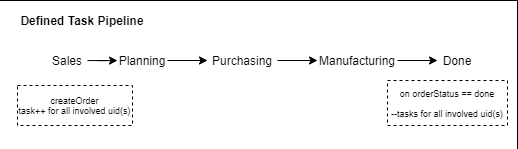 Defined Task Pipeline
Sales Planning Purchasing Manufacturing Done
createOrder
task++ for all involved uid(s)
on orderStatus == done
--tasks for all involved uid(s)